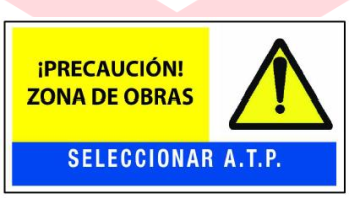 ¡PRECAUCIÓN!
ZONA DE OBRAS
SELECCIONAR A.T.P.